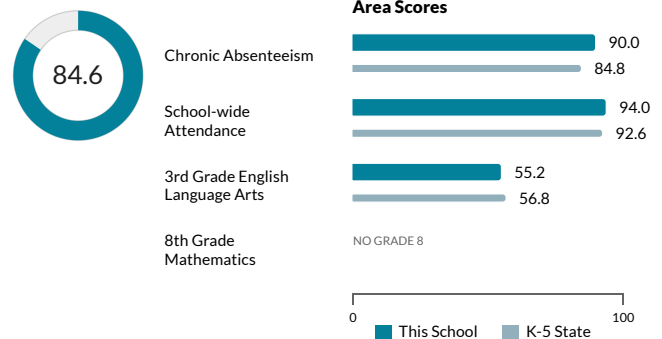 Area Scores
84.6
Chronic Absenteeism
90.0
84.8
School-wide
Attendance
94.0
92.6
3rd Grade English
Language Arts
55.2
56.8
8th Grade
Mathematics
NO GRADE 8
0
100
This School
K-5 State